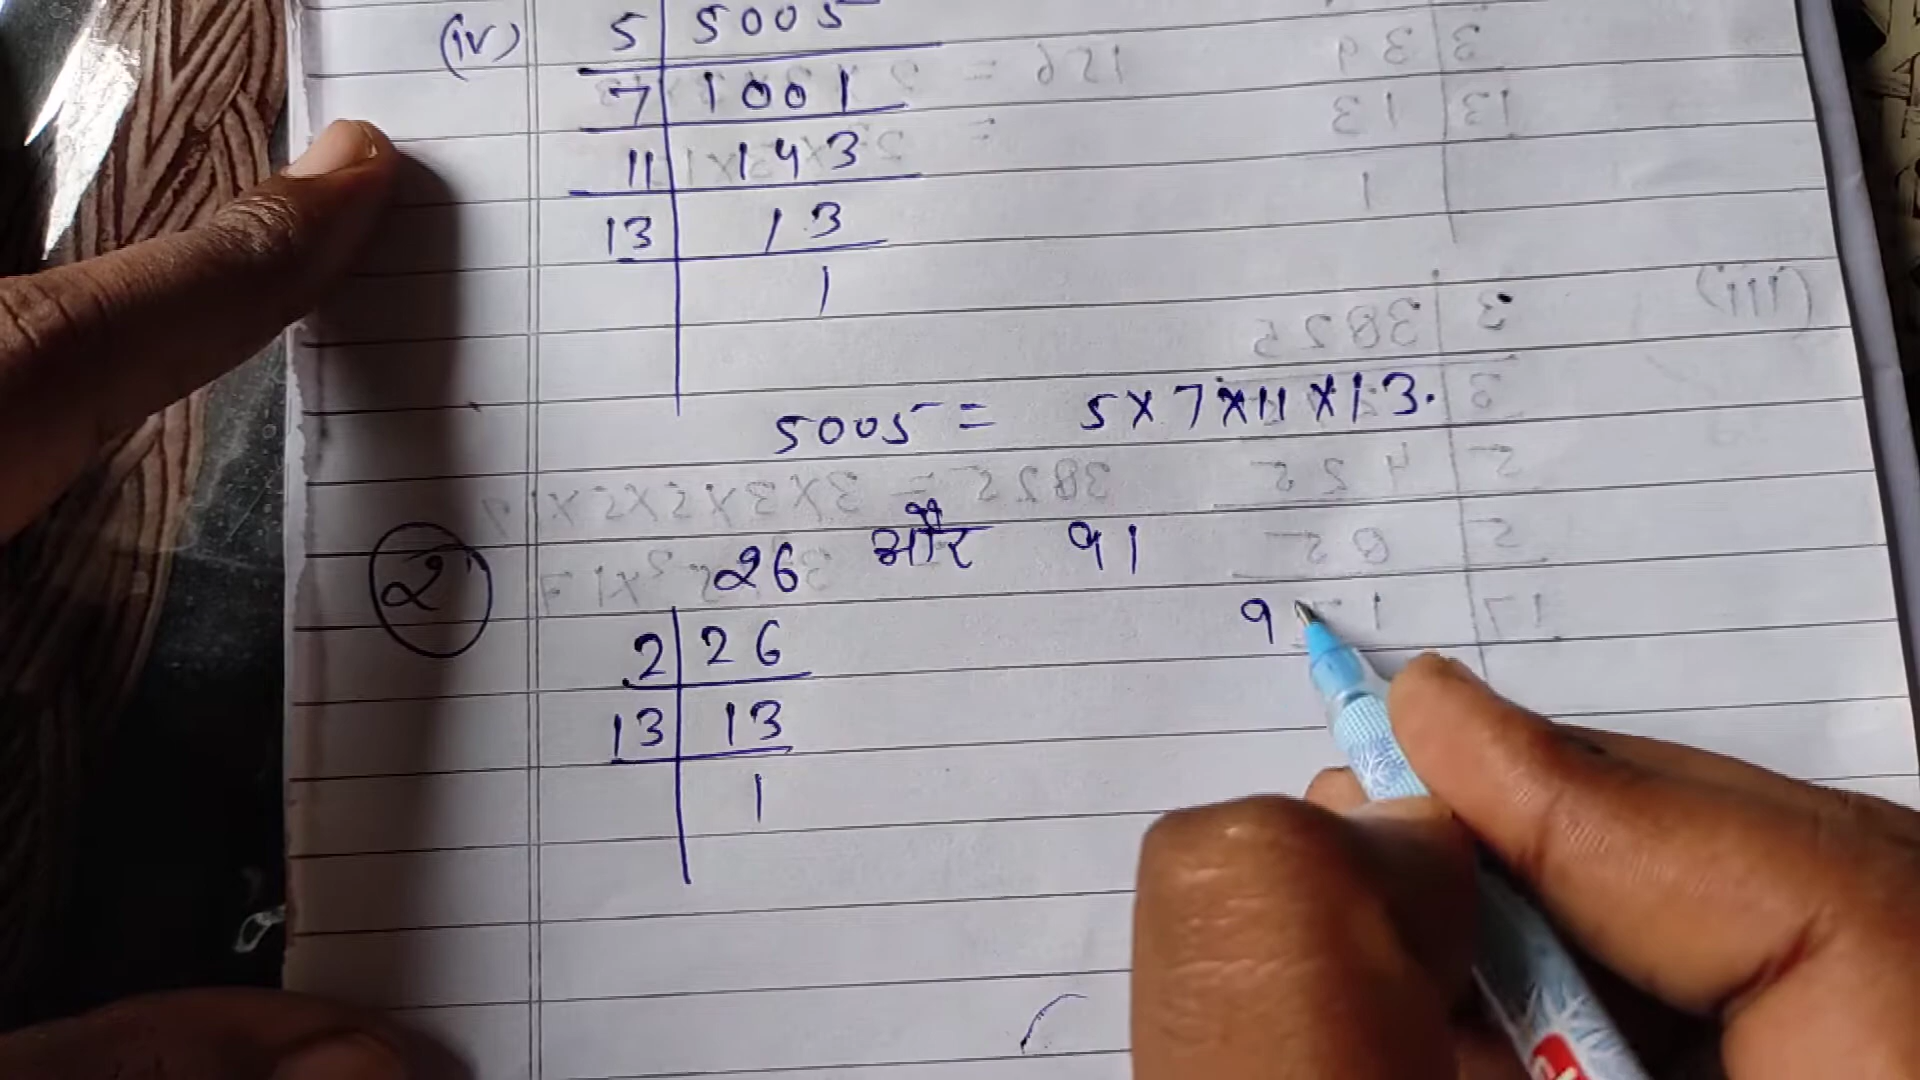 (iv) 5 | 5005
7 | 1001
11 | 143
13 | 13
1
5005 = 5×7×11×13.
2 26 और 91
2 | 26 9
13 | 13
1